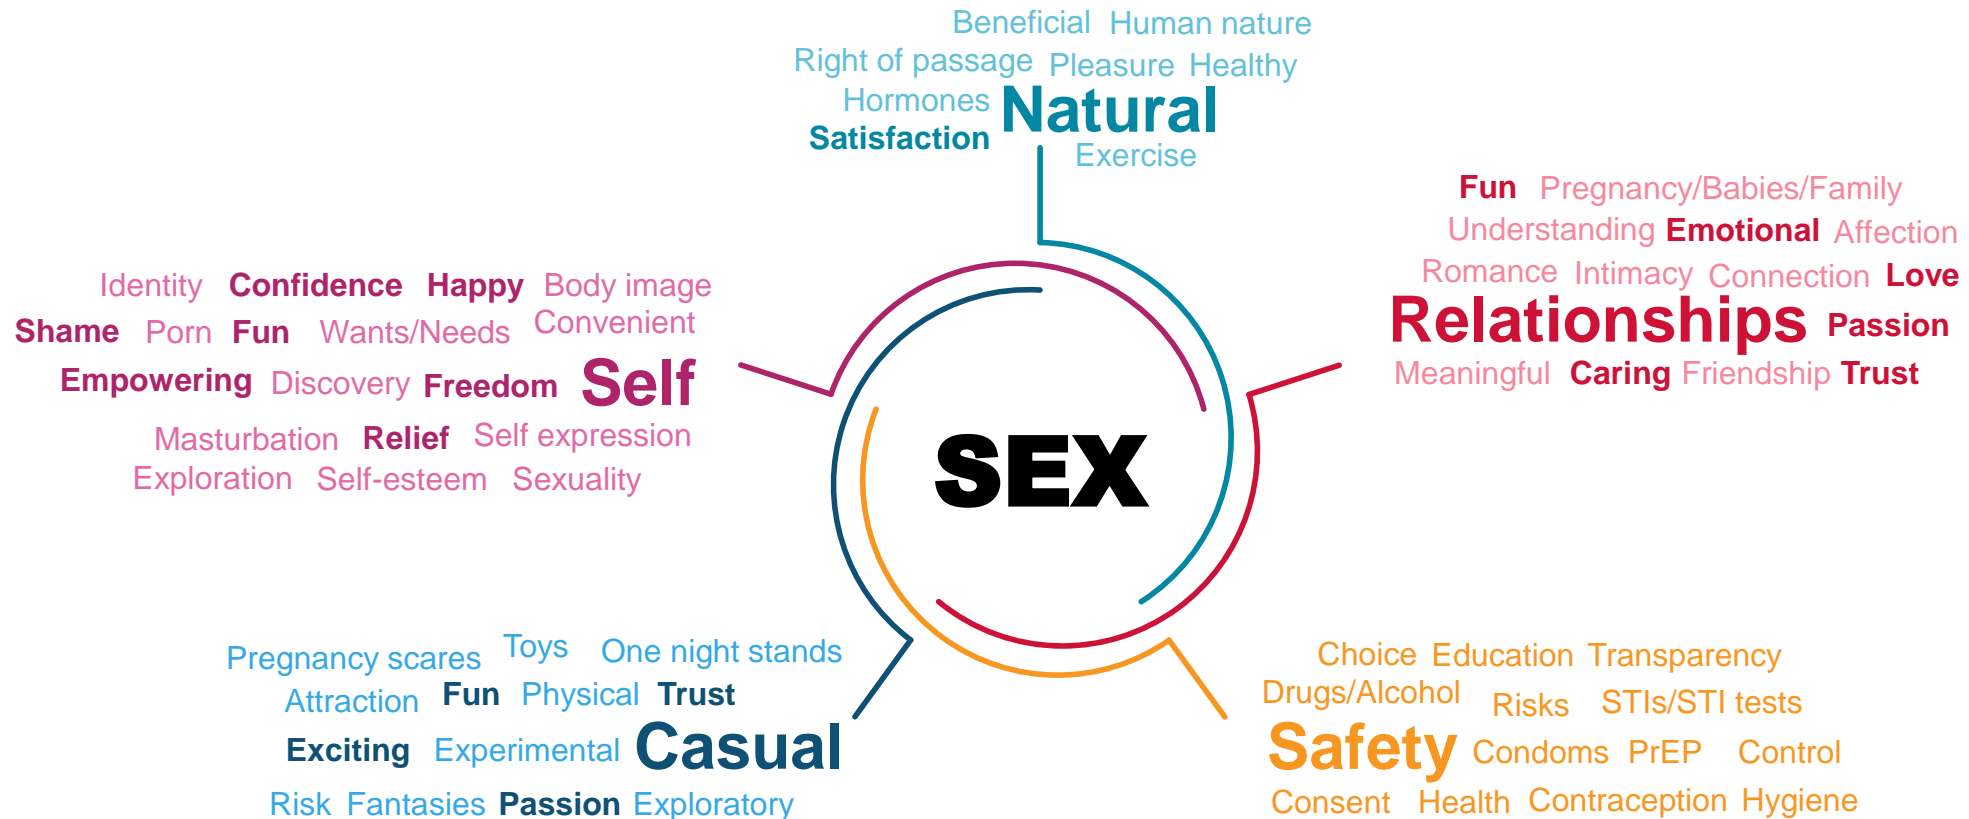 Beneficial Human nature
Right of passage Pleasure Healthy
Hormones Natural
Satisfaction
Exercise
Fun Pregnancy/Babies/Family
Understanding Emotional Affection
Romance Intimacy Connection Love
Relationships Passion
Meaningful Caring Friendship Trust
Identity Confidence Happy Body image
Shame Porn Fun Wants/Needs Convenient
Empowering Discovery Freedom Self
Masturbation Relief Self expression
Exploration Self-esteem Sexuality
SEX
Pregnancy scares Toys One night stands
Attraction Fun Physical Trust
Exciting Experimental Casual
Risk Fantasies Passion Exploratory
Choice Education Transparency
Drugs/Alcohol Risks STIs/STI tests
Safety Condoms PrEP Control
Consent Health Contraception Hygiene